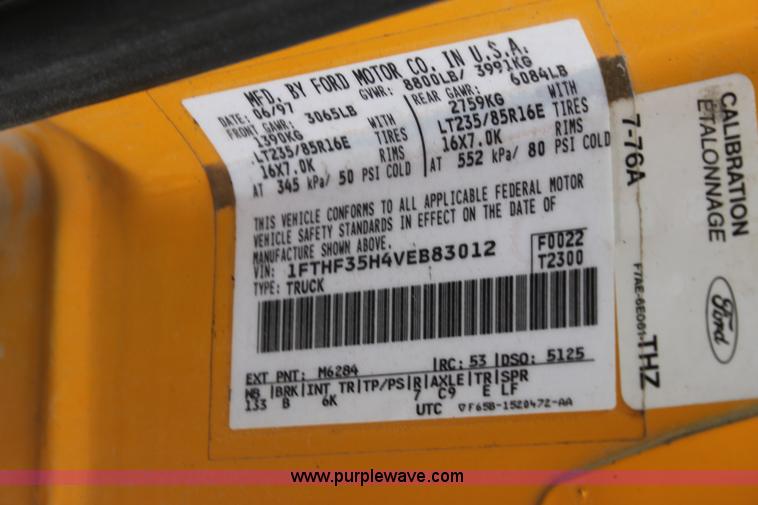 MFD. BY FORD MOTOR CO. IN U.S.A.
DATE: 06/97 GVWR: 8800LB/ 3991KG
FRONT GAWR: 3065LB REAR GAWR: 6084LB
1390KG WITH 2759KG WITH
LT235/85R16E TIRES LT235/85R16E TIRES
16X7.0K RIMS 16X7.0K RIMS
AT 345 kPa/ 50 PSI COLD AT 552 kPa/ 80 PSI COLD
THIS VEHICLE CONFORMS TO ALL APPLICABLE FEDERAL MOTOR
VEHICLE SAFETY STANDARDS IN EFFECT ON THE DATE OF
MANUFACTURE SHOWN ABOVE.
VIN: 1FTHF35H4VEB83012 F0022
TYPE: TRUCK T2300
EXT PNT: M6284 RC: 53 DSO: 5125
WB BRK INT TR TP/PS R AXLE TR SPR
133 B 6K 7 C9 E LF
UTC ▽F65B-1520472-AA
CALIBRATION
ETALONNAGE
7-76A
F7AE-6E061-THZ
Ford
www.purplewave.com